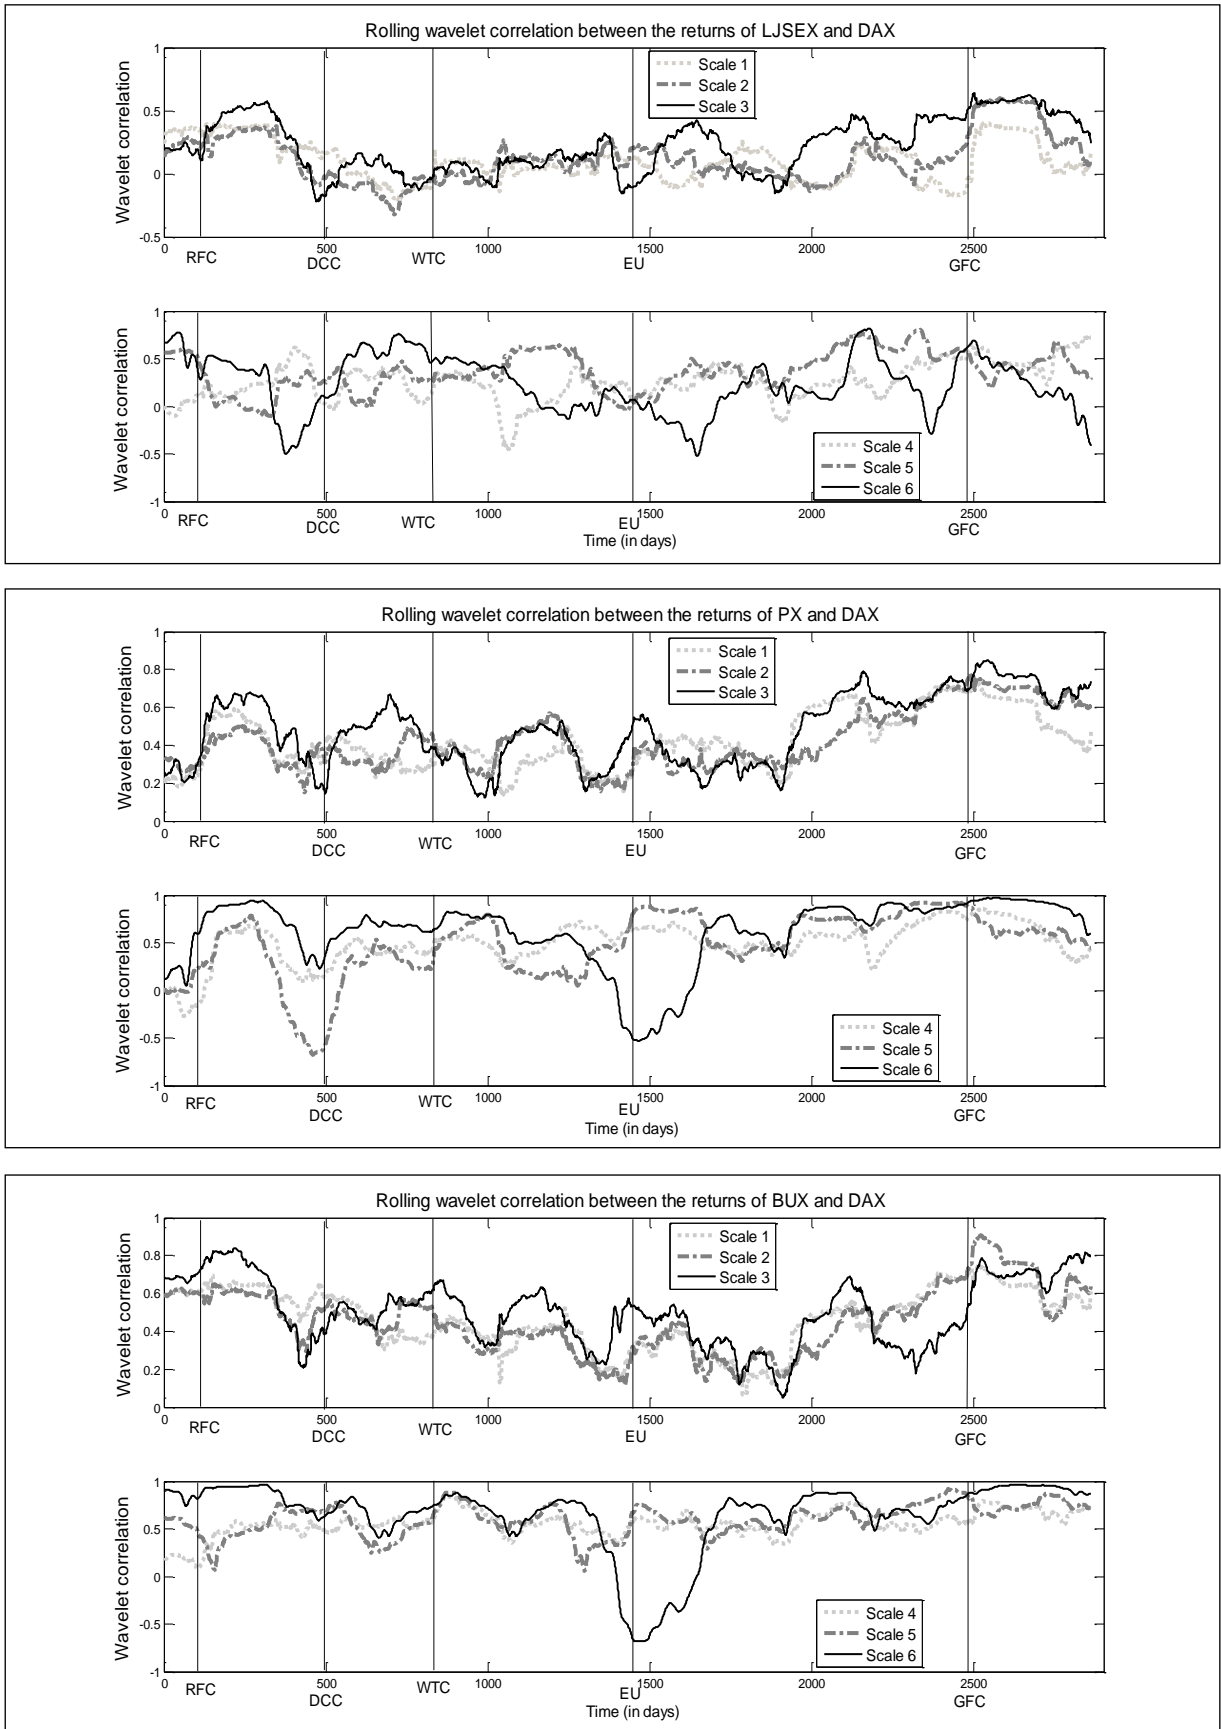 Rolling wavelet correlation between the returns of LJSEX and DAX
Wavelet correlation
1
0.5
0
-0.5
Scale 1
Scale 2
Scale 3
0 500 1000 1500 2000 2500
RFC DCC WTC EU GFC
Wavelet correlation
1
0.5
0
-0.5
-1
Scale 4
Scale 5
Scale 6
0 500 1000 1500 2000 2500
RFC DCC WTC EU GFC
Time (in days)
Rolling wavelet correlation between the returns of PX and DAX
Wavelet correlation
1
0.8
0.6
0.4
0.2
0
Scale 1
Scale 2
Scale 3
0 500 1000 1500 2000 2500
RFC DCC WTC EU GFC
Wavelet correlation
1
0.5
0
-0.5
-1
Scale 4
Scale 5
Scale 6
0 500 1000 1500 2000 2500
RFC DCC WTC EU GFC
Time (in days)
Rolling wavelet correlation between the returns of BUX and DAX
Wavelet correlation
1
0.8
0.6
0.4
0.2
0
Scale 1
Scale 2
Scale 3
0 500 1000 1500 2000 2500
RFC DCC WTC EU GFC
Wavelet correlation
1
0.5
0
-0.5
-1
Scale 4
Scale 5
Scale 6
0 500 1000 1500 2000 2500
RFC DCC WTC EU GFC
Time (in days)